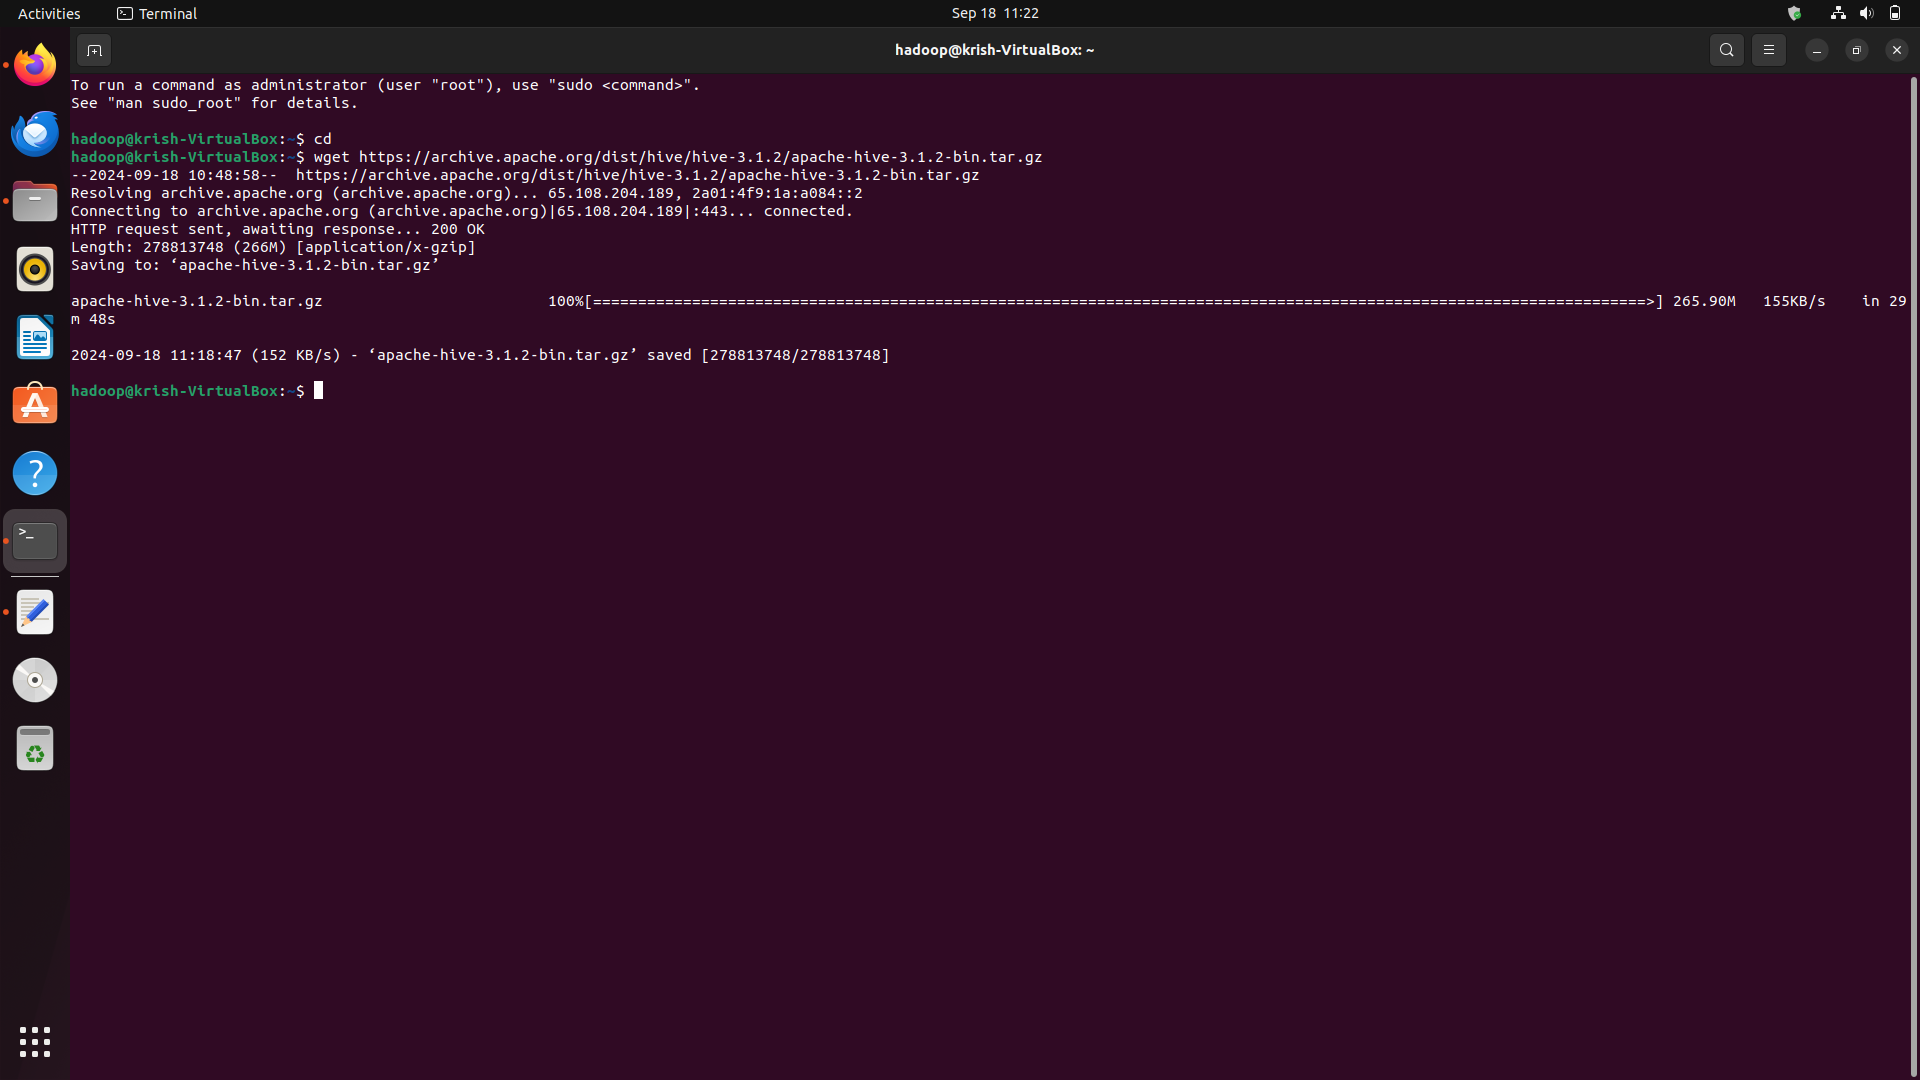 Activities Terminal Sep 18 11:22
hadoop@krish-VirtualBox: ~
To run a command as administrator (user "root"), use "sudo <command>".
See "man sudo_root" for details.
hadoop@krish-VirtualBox:~$ cd
hadoop@krish-VirtualBox:~$ wget https://archive.apache.org/dist/hive/hive-3.1.2/apache-hive-3.1.2-bin.tar.gz
--2024-09-18 10:48:58--  https://archive.apache.org/dist/hive/hive-3.1.2/apache-hive-3.1.2-bin.tar.gz
Resolving archive.apache.org (archive.apache.org)... 65.108.204.189, 2a01:4f9:1a:a084::2
Connecting to archive.apache.org (archive.apache.org)|65.108.204.189|:443... connected.
HTTP request sent, awaiting response... 200 OK
Length: 278813748 (266M) [application/x-gzip]
Saving to: ‘apache-hive-3.1.2-bin.tar.gz’
apache-hive-3.1.2-bin.tar.gz 100%[=====================================================================================================================>] 265.90M 155KB/s in 29
m 48s
2024-09-18 11:18:47 (152 KB/s) - ‘apache-hive-3.1.2-bin.tar.gz’ saved [278813748/278813748]
hadoop@krish-VirtualBox:~$